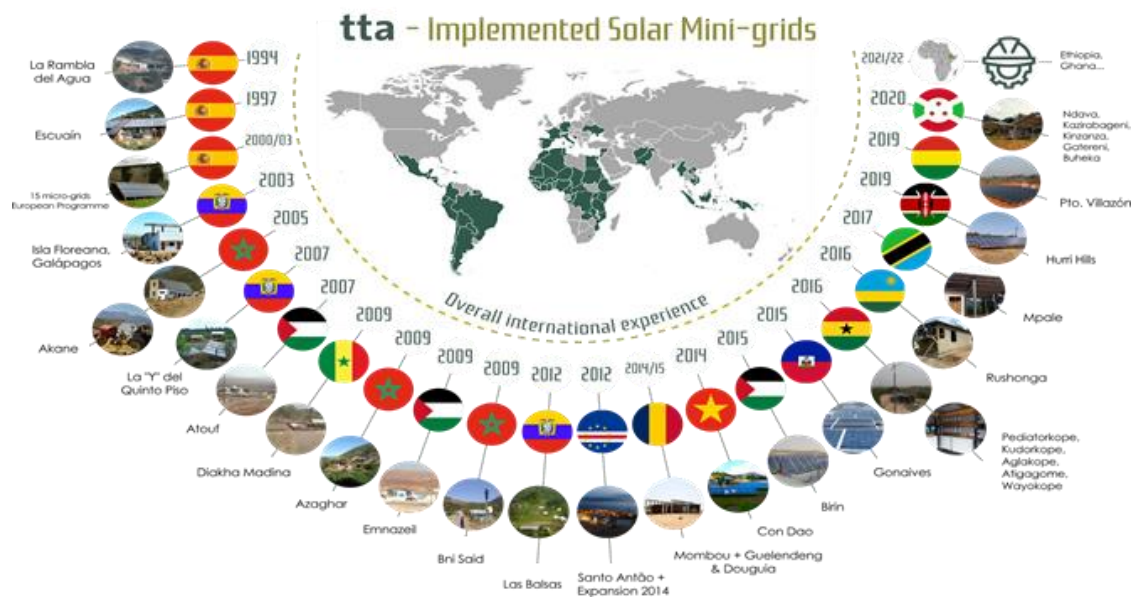 tta - Implemented Solar Mini-grids
1994
La Rambla
del Agua
1997
Escuaín
2000/03
15 micro-grids
European Programme
2003
Isla Floreana,
Galápagos
2005
Akane
2007
La "Y" del
Quinto Piso
2007
Atouf
2009
Diakha Madina
2009
Azaghar
2009
Emnazeil
2009
Bni Said
2012
Las Balsas
2012
Santo Antão +
Expansion 2014
2014/15
Mombou + Guelendeng
& Douguia
2014
Con Dao
2015
Birin
2015
Gonaives
2016
Pediatorkope,
Kudorkope,
Aglakope,
Atigagome,
Wayokope
2016
Rushonga
2017
Mpale
2019
Hurri Hills
2019
Pto. Villazón
2020
Ndava,
Kazirabageni,
Kinzanza,
Gatereni,
Buheka
2021/22
Ethiopia,
Ghana...
Overall international experience